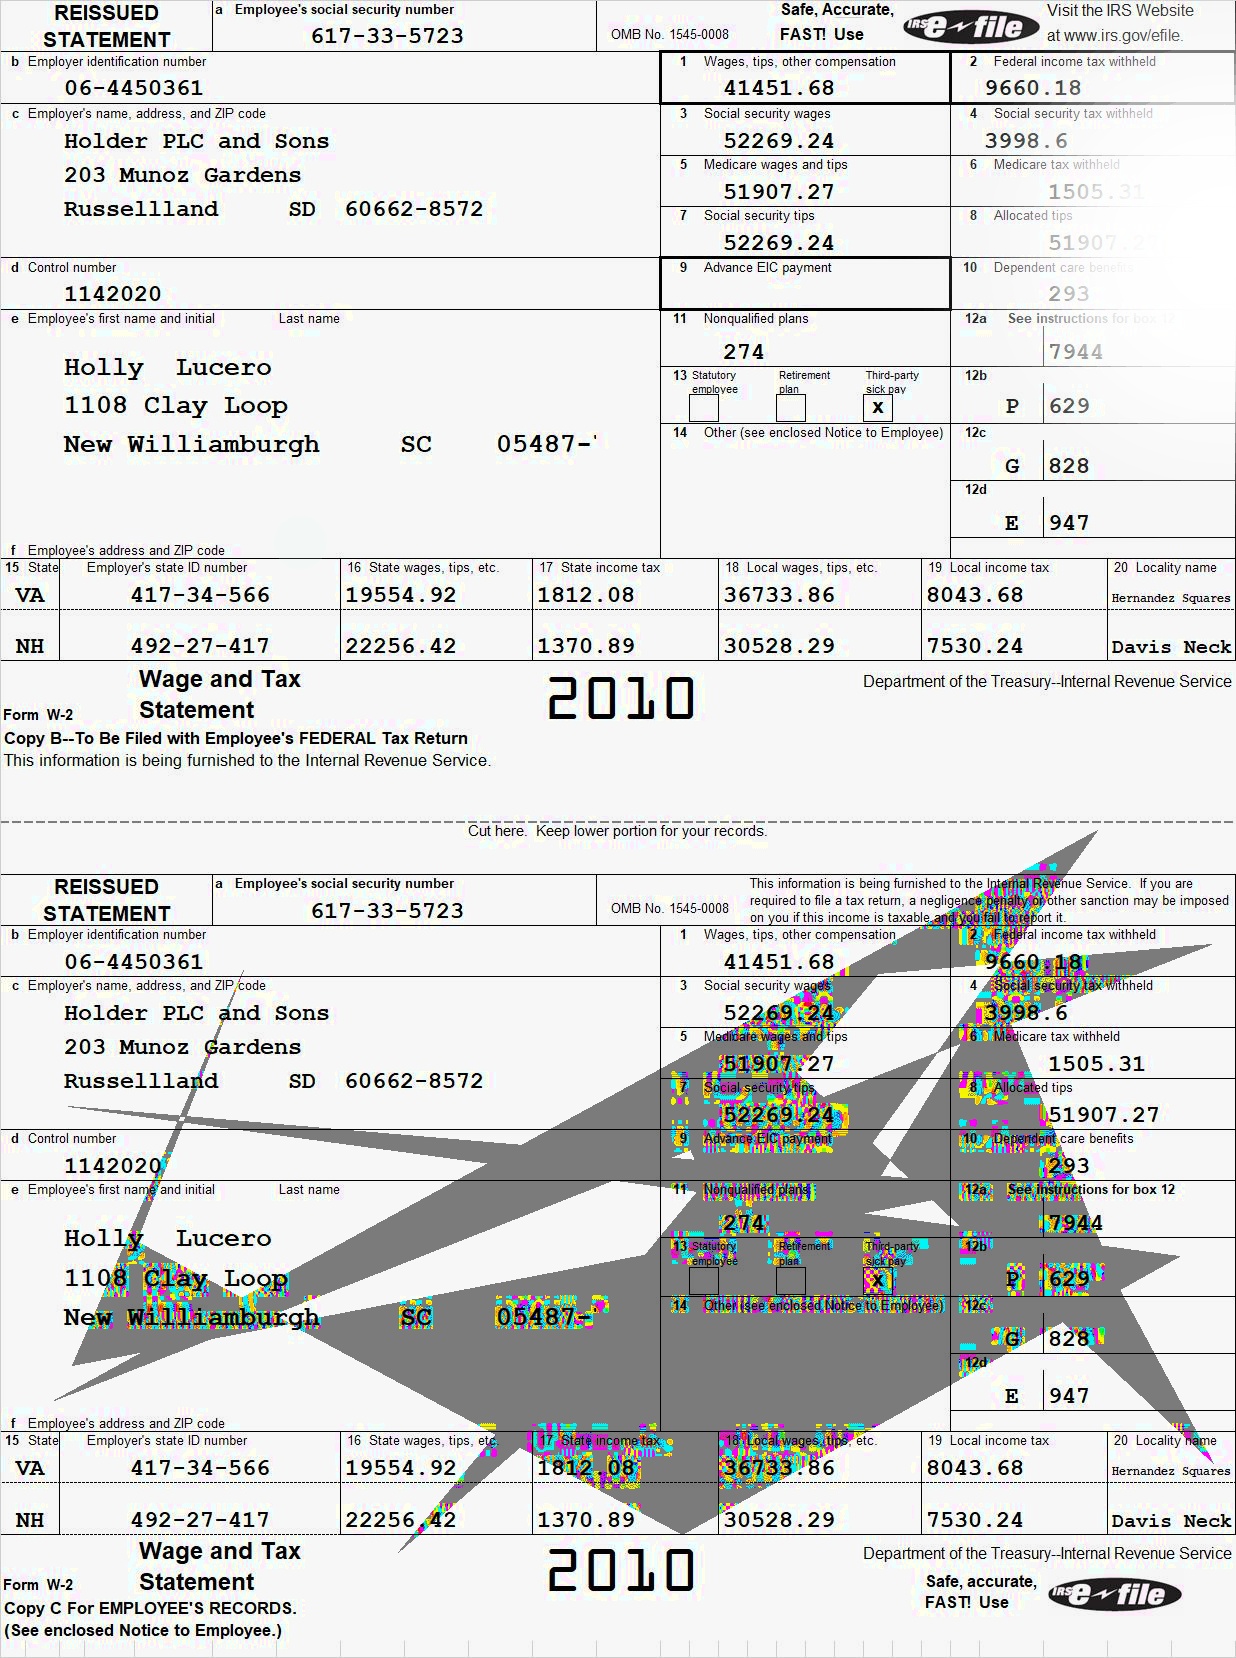 REISSUED STATEMENT
a Employee's social security number
617-33-5723
OMB No. 1545-0008
Safe, Accurate, FAST! Use
IRS e-file
Visit the IRS Website at www.irs.gov/efile.
b Employer identification number
06-4450361
1 Wages, tips, other compensation
41451.68
2 Federal income tax withheld
9660.18
c Employer's name, address, and ZIP code
Holder PLC and Sons
203 Munoz Gardens
Russellland SD 60662-8572
3 Social security wages
52269.24
4 Social security tax withheld
3998.6
5 Medicare wages and tips
51907.27
6 Medicare tax withheld
1505.31
7 Social security tips
52269.24
8 Allocated tips
51907.27
d Control number
1142020
9 Advance EIC payment
10 Dependent care benefits
293
e Employee's first name and initial Last name
Holly Lucero
1108 Clay Loop
New Williamburgh SC 05487-
11 Nonqualified plans
274
12a See instructions for box 12
7944
13 Statutory employee Retirement plan Third-party sick pay
X
12b
P 629
14 Other (see enclosed Notice to Employee)
12c
G 828
12d
E 947
f Employee's address and ZIP code
15 State Employer's state ID number 16 State wages, tips, etc. 17 State income tax 18 Local wages, tips, etc. 19 Local income tax 20 Locality name
VA 417-34-566 19554.92 1812.08 36733.86 8043.68 Hernandez Squares
NH 492-27-417 22256.42 1370.89 30528.29 7530.24 Davis Neck
Form W-2 Wage and Tax Statement 2010 Department of the Treasury--Internal Revenue Service
Copy B--To Be Filed with Employee's FEDERAL Tax Return
This information is being furnished to the Internal Revenue Service.
Cut here. Keep lower portion for your records.
REISSUED STATEMENT
a Employee's social security number
617-33-5723
OMB No. 1545-0008
This information is being furnished to the Internal Revenue Service. If you are
required to file a tax return, a negligence penalty or other sanction may be imposed
on you if this income is taxable and you fail to report it.
b Employer identification number
06-4450361
1 Wages, tips, other compensation
41451.68
2 Federal income tax withheld
9660.18
c Employer's name, address, and ZIP code
Holder PLC and Sons
203 Munoz Gardens
Russellland SD 60662-8572
3 Social security wages
52269.24
4 Social security tax withheld
3998.6
5 Medicare wages and tips
51907.27
6 Medicare tax withheld
1505.31
7 Social security tips
52269.24
8 Allocated tips
51907.27
d Control number
1142020
9 Advance EIC payment
10 Dependent care benefits
293
e Employee's first name and initial Last name
Holly Lucero
1108 Clay Loop
New Williamburgh SC 05487-
11 Nonqualified plans
274
12a See instructions for box 12
7944
13 Statutory employee Retirement plan Third-party sick pay
X
12b
P 629
14 Other (see enclosed Notice to Employee)
12c
G 828
12d
E 947
f Employee's address and ZIP code
15 State Employer's state ID number 16 State wages, tips, etc. 17 State income tax 18 Local wages, tips, etc. 19 Local income tax 20 Locality name
VA 417-34-566 19554.92 1812.08 36733.86 8043.68 Hernandez Squares
NH 492-27-417 22256.42 1370.89 30528.29 7530.24 Davis Neck
Form W-2 Wage and Tax Statement 2010 Department of the Treasury--Internal Revenue Service
Copy C For EMPLOYEE'S RECORDS.
(See enclosed Notice to Employee.)
Safe, accurate, FAST! Use
IRS e-file